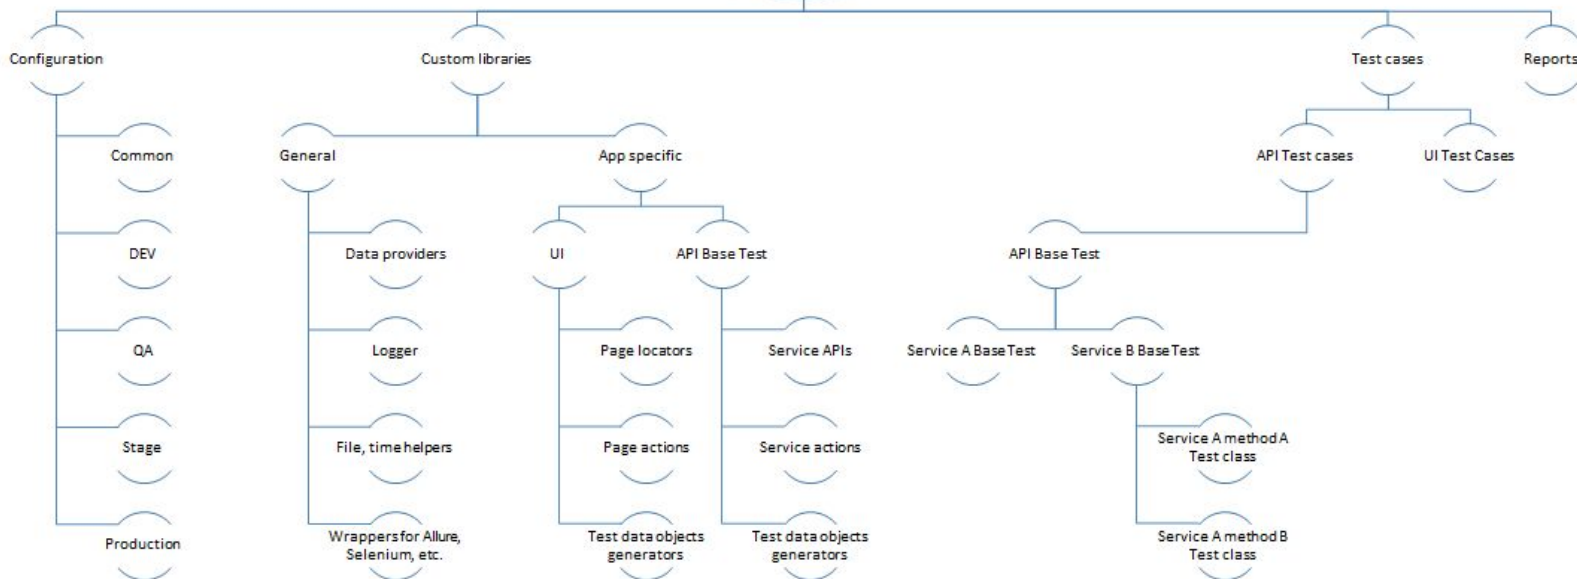 Configuration
Custom libraries
Test cases
Reports
Common
General
App specific
API Test cases
UI Test Cases
DEV
Data providers
UI
API Base Test
API Base Test
QA
Logger
Page locators
Service APIs
Service A Base Test
Service B Base Test
Stage
File, time helpers
Page actions
Service actions
Service A method A
Test class
Production
Wrappers for Allure,
Selenium, etc.
Test data objects
generators
Test data objects
generators
Service A method B
Test class